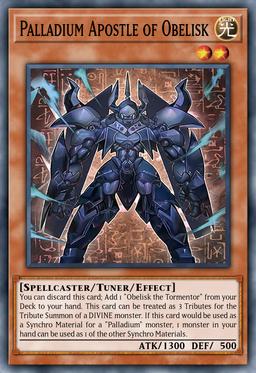 Palladium Apostle of Obelisk
光
[Spellcaster/Tuner/Effect]
You can discard this card; Add 1 "Obelisk the Tormentor" from your
Deck to your hand. This card can be treated as 3 Tributes for the
Tribute Summon of a DIVINE monster. If this card would be used as
a Synchro Material for a "Palladium" monster, 1 monster in your
hand can be used as 1 of the other Synchro Materials.
ATK/1300 DEF/ 500